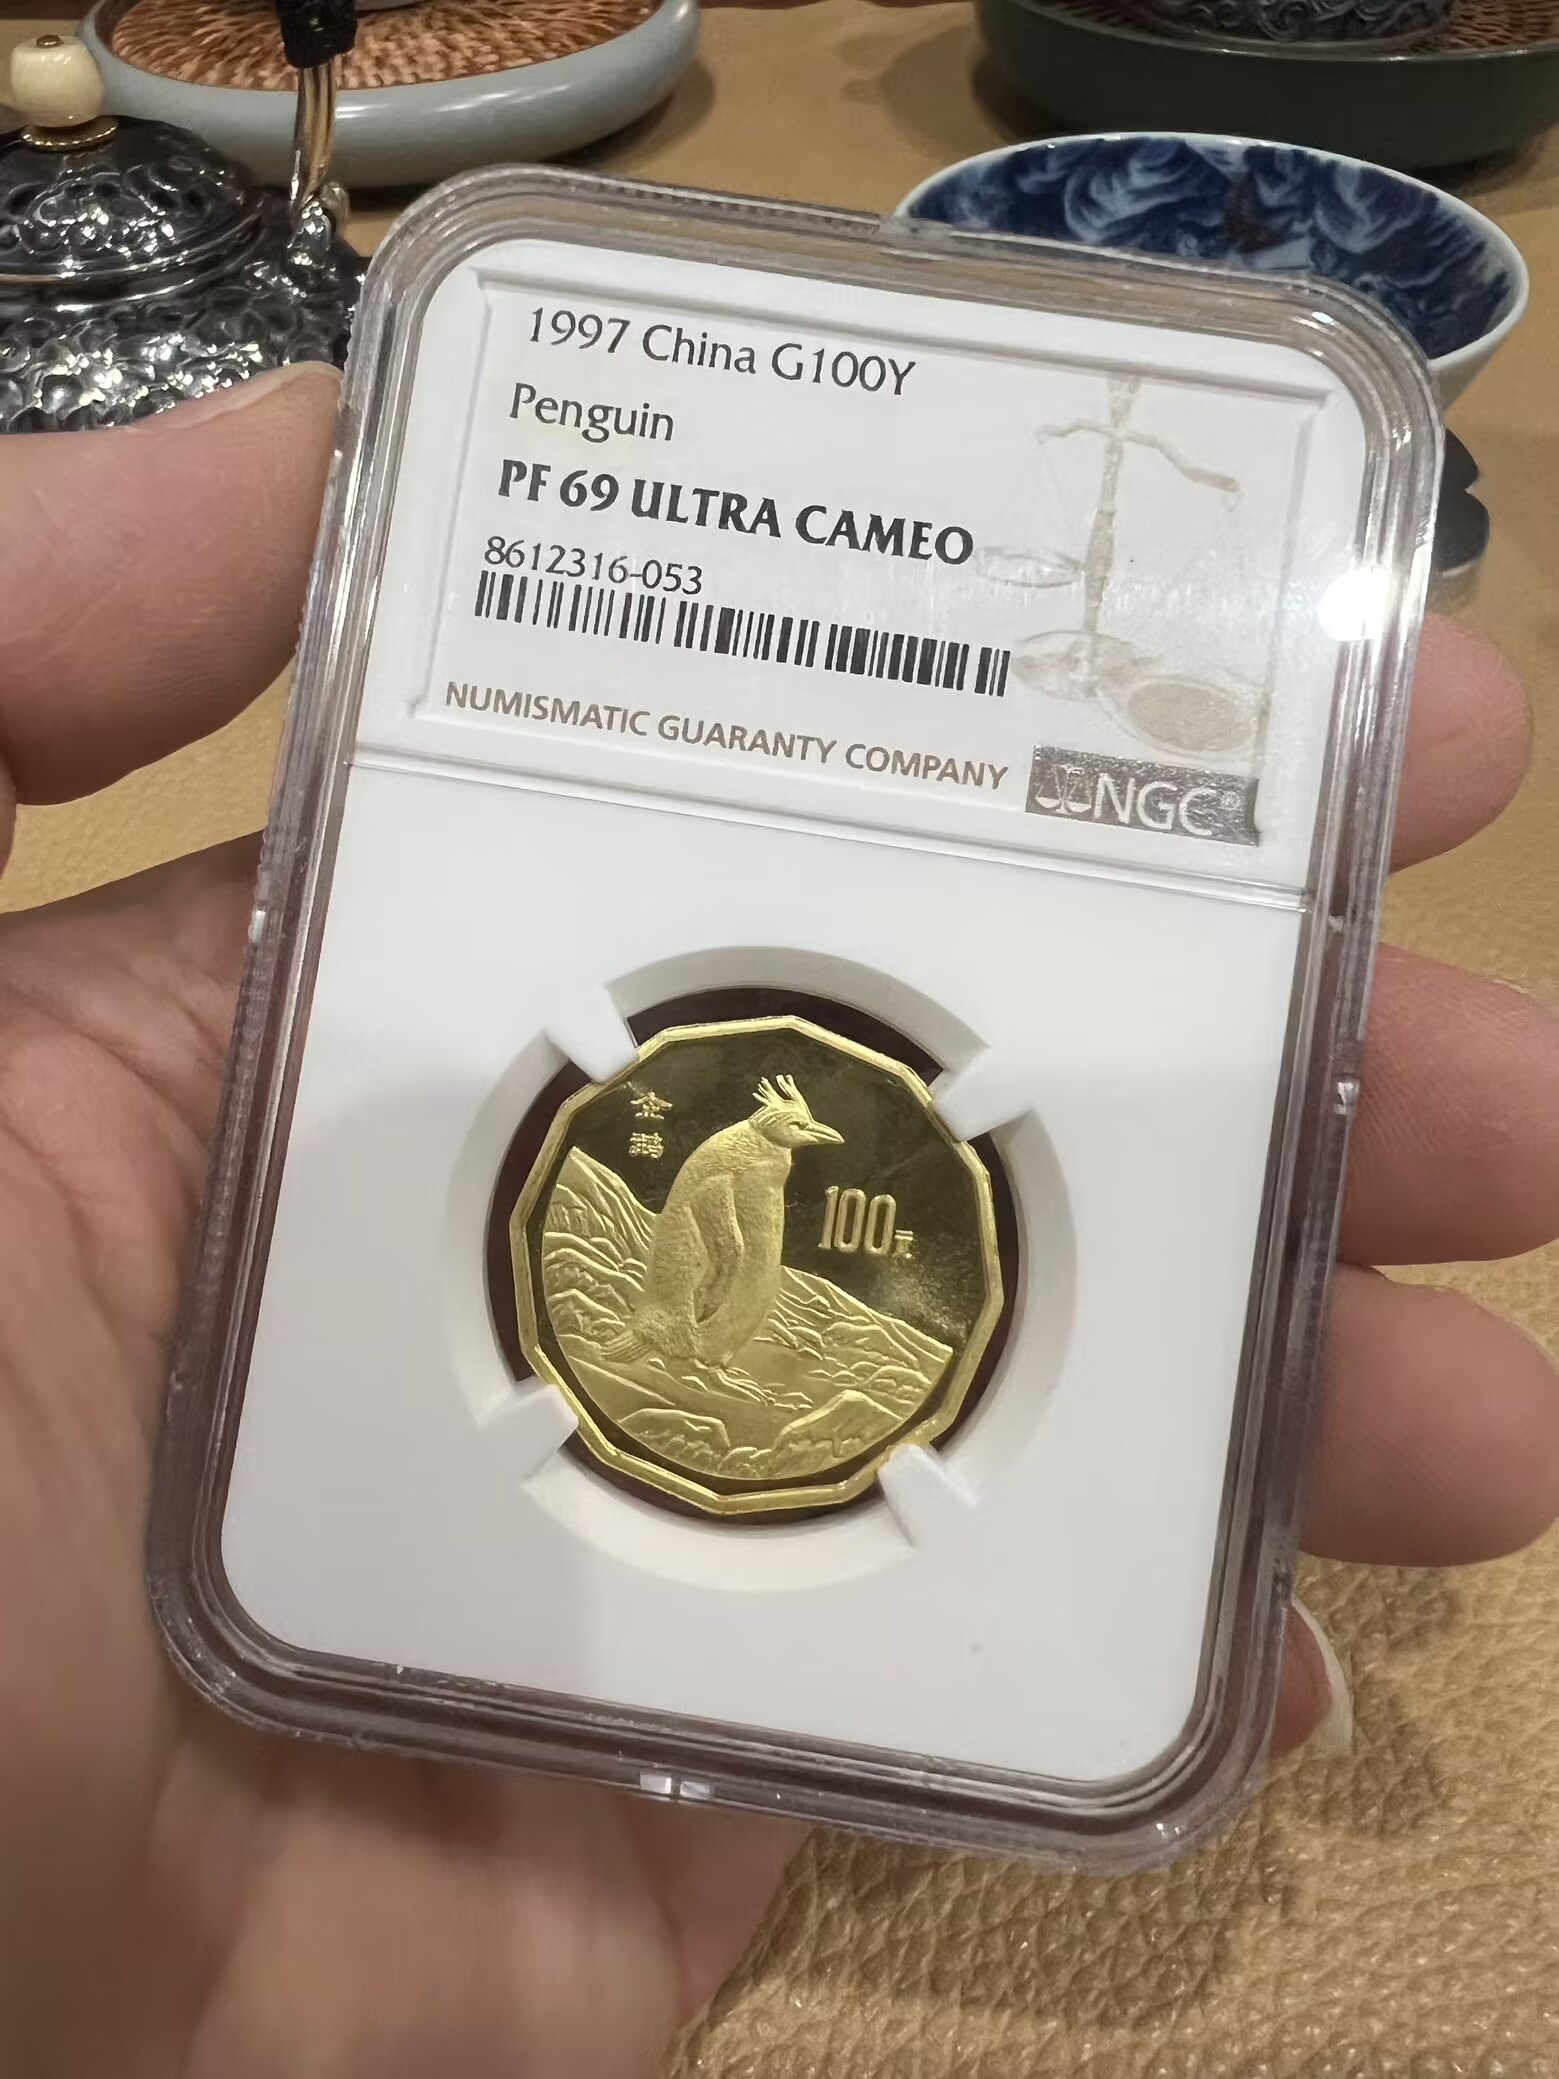 1997 China G100Y
Penguin
PF 69 ULTRA CAMEO
8612316-053
NUMISMATIC GUARANTY COMPANY
NGC®
企鹅
100元